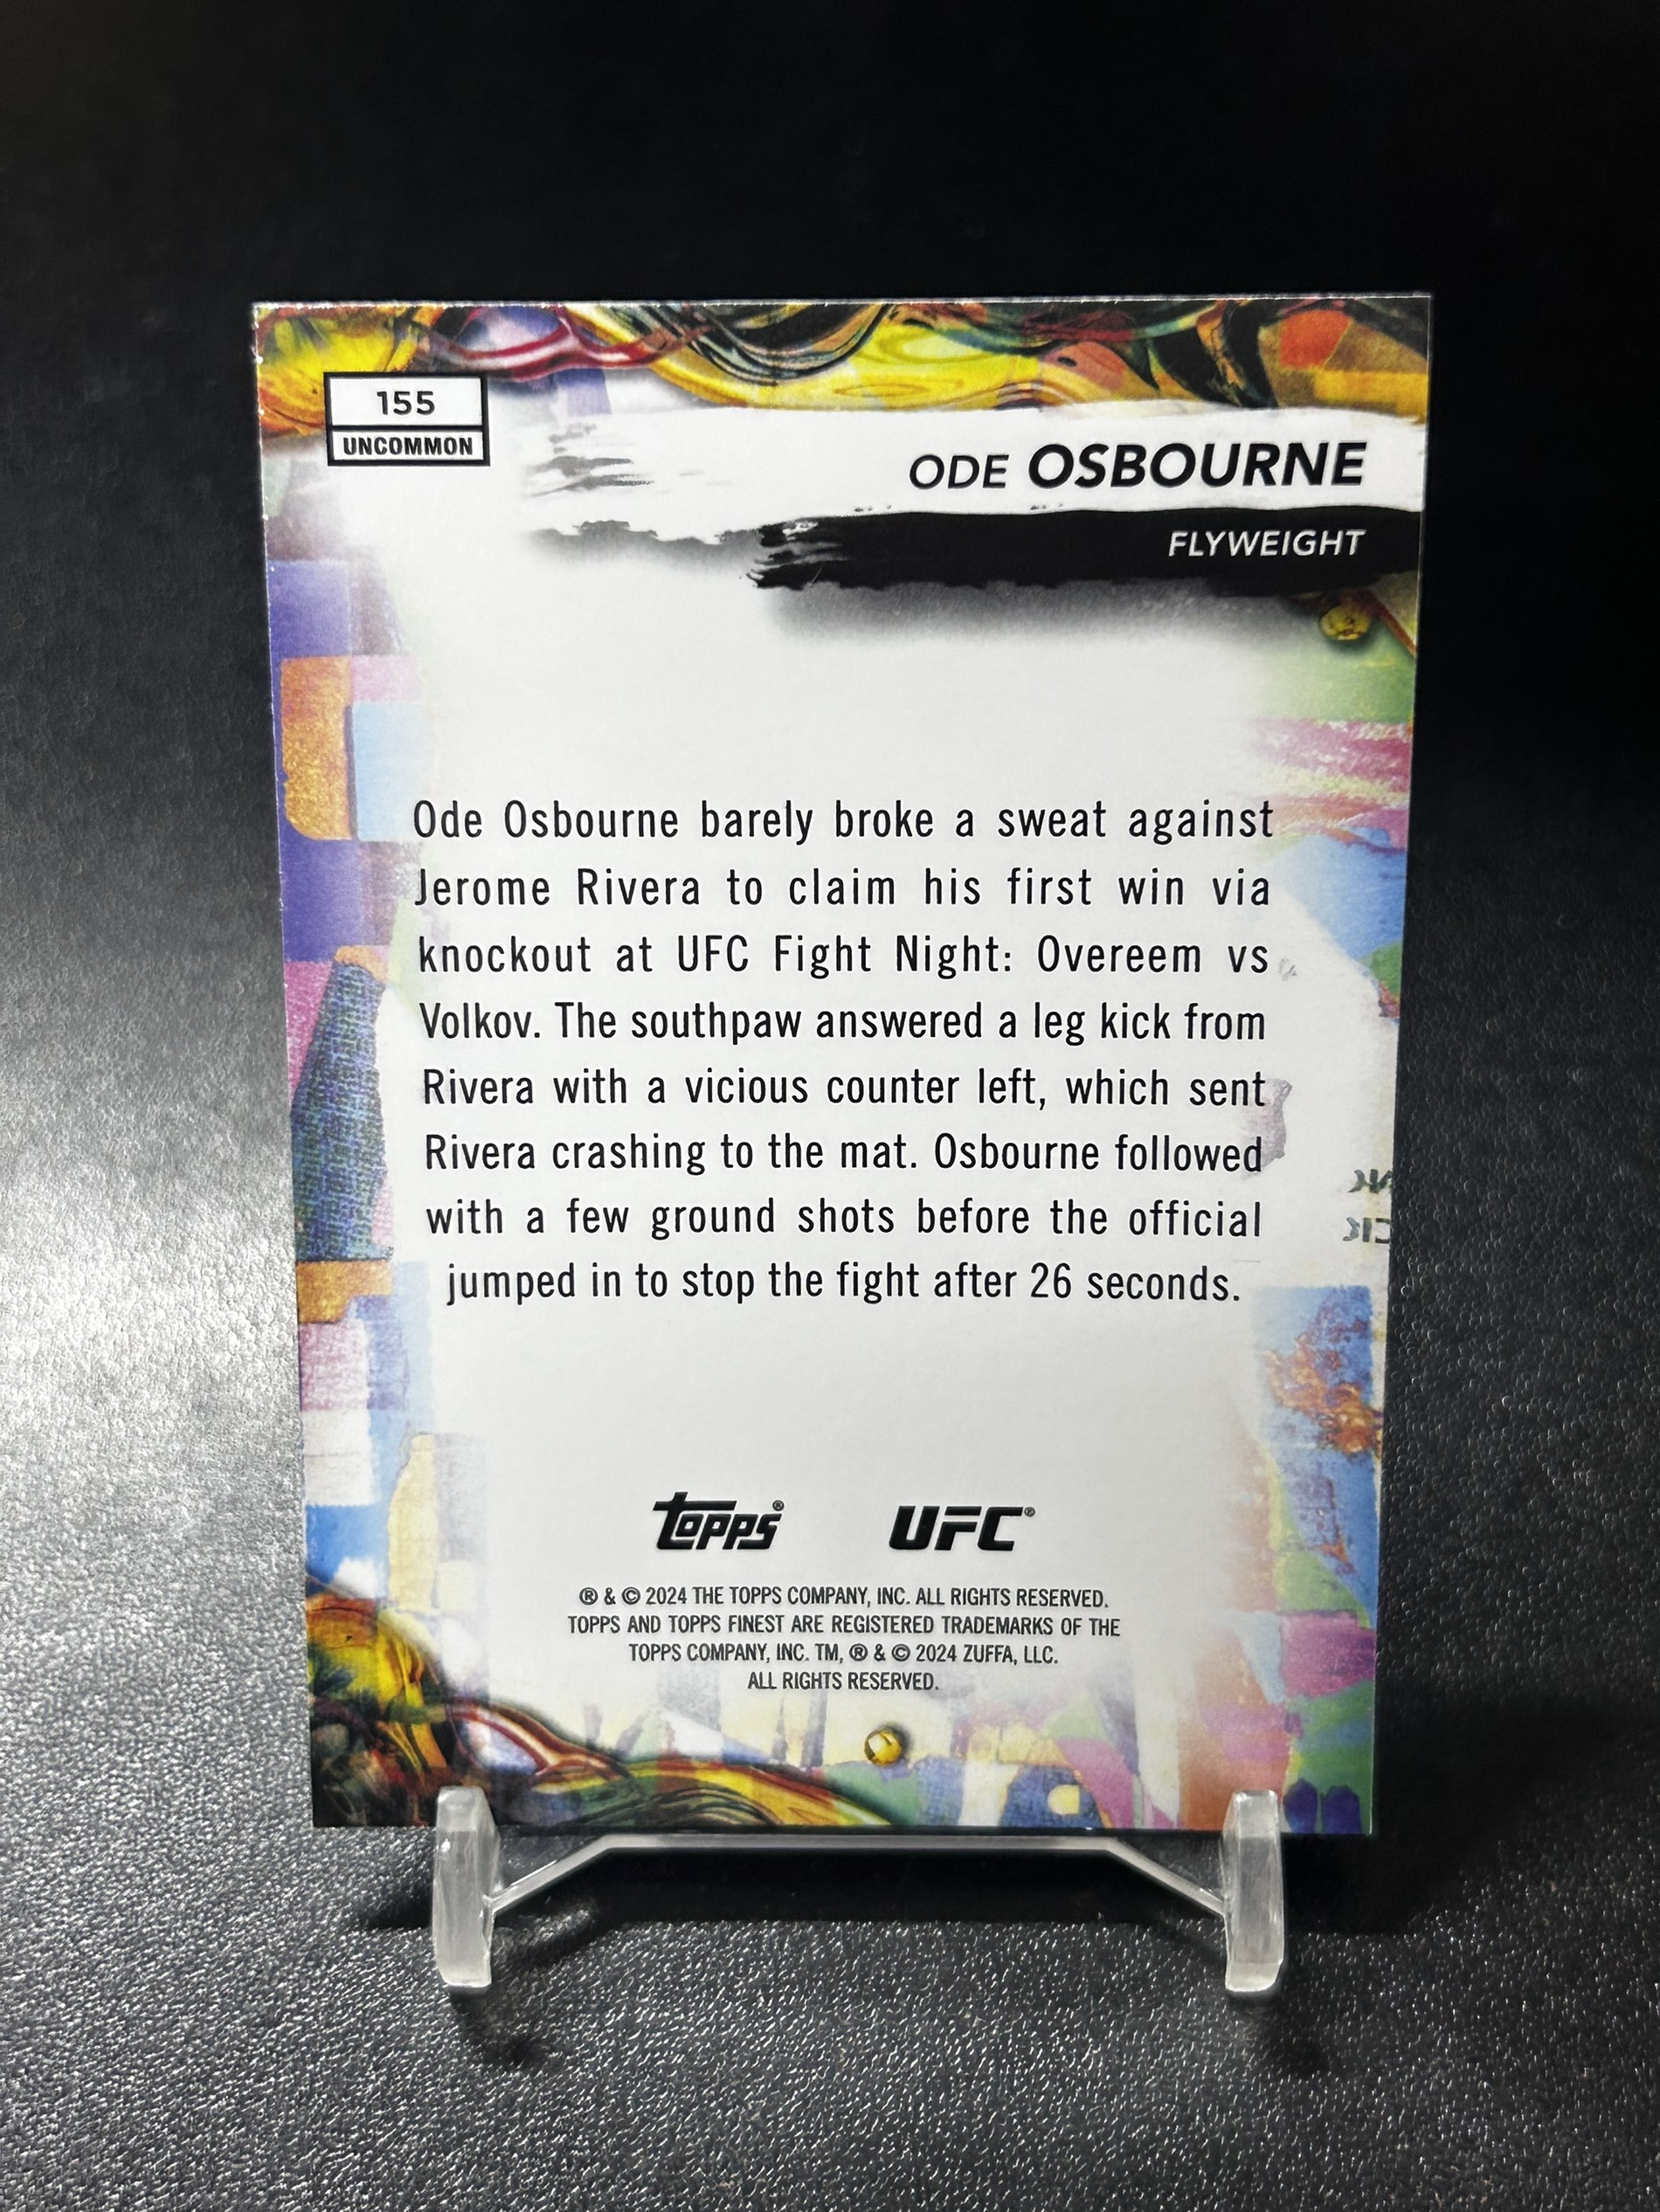 155
UNCOMMON
ODE OSBOURNE
FLYWEIGHT
Ode Osbourne barely broke a sweat against
Jerome Rivera to claim his first win via
knockout at UFC Fight Night: Overeem vs
Volkov. The southpaw answered a leg kick from
Rivera with a vicious counter left, which sent
Rivera crashing to the mat. Osbourne followed
with a few ground shots before the official
jumped in to stop the fight after 26 seconds.
Topps® UFC®
® & © 2024 THE TOPPS COMPANY, INC. ALL RIGHTS RESERVED.
TOPPS AND TOPPS FINEST ARE REGISTERED TRADEMARKS OF THE
TOPPS COMPANY, INC. TM, ® & © 2024 ZUFFA, LLC.
ALL RIGHTS RESERVED.